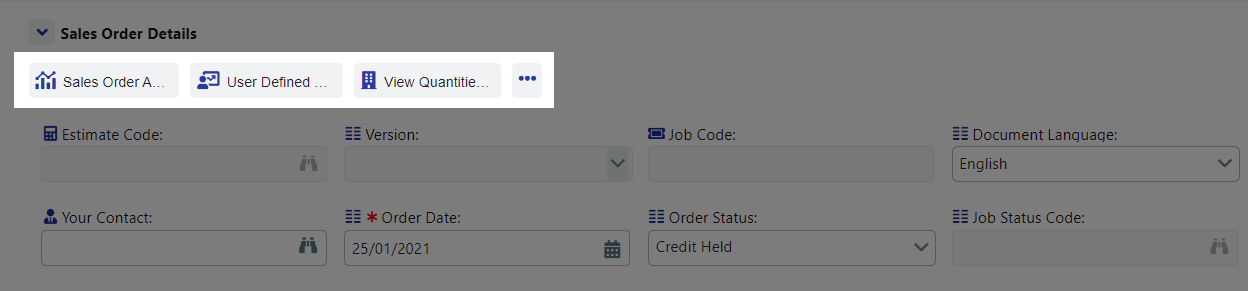 Sales Order Details
Sales Order A... User Defined ... View Quantitie... •••
Estimate Code: Version: Job Code: Document Language:
English
Your Contact: * Order Date: Order Status: Job Status Code:
25/01/2021 Credit Held